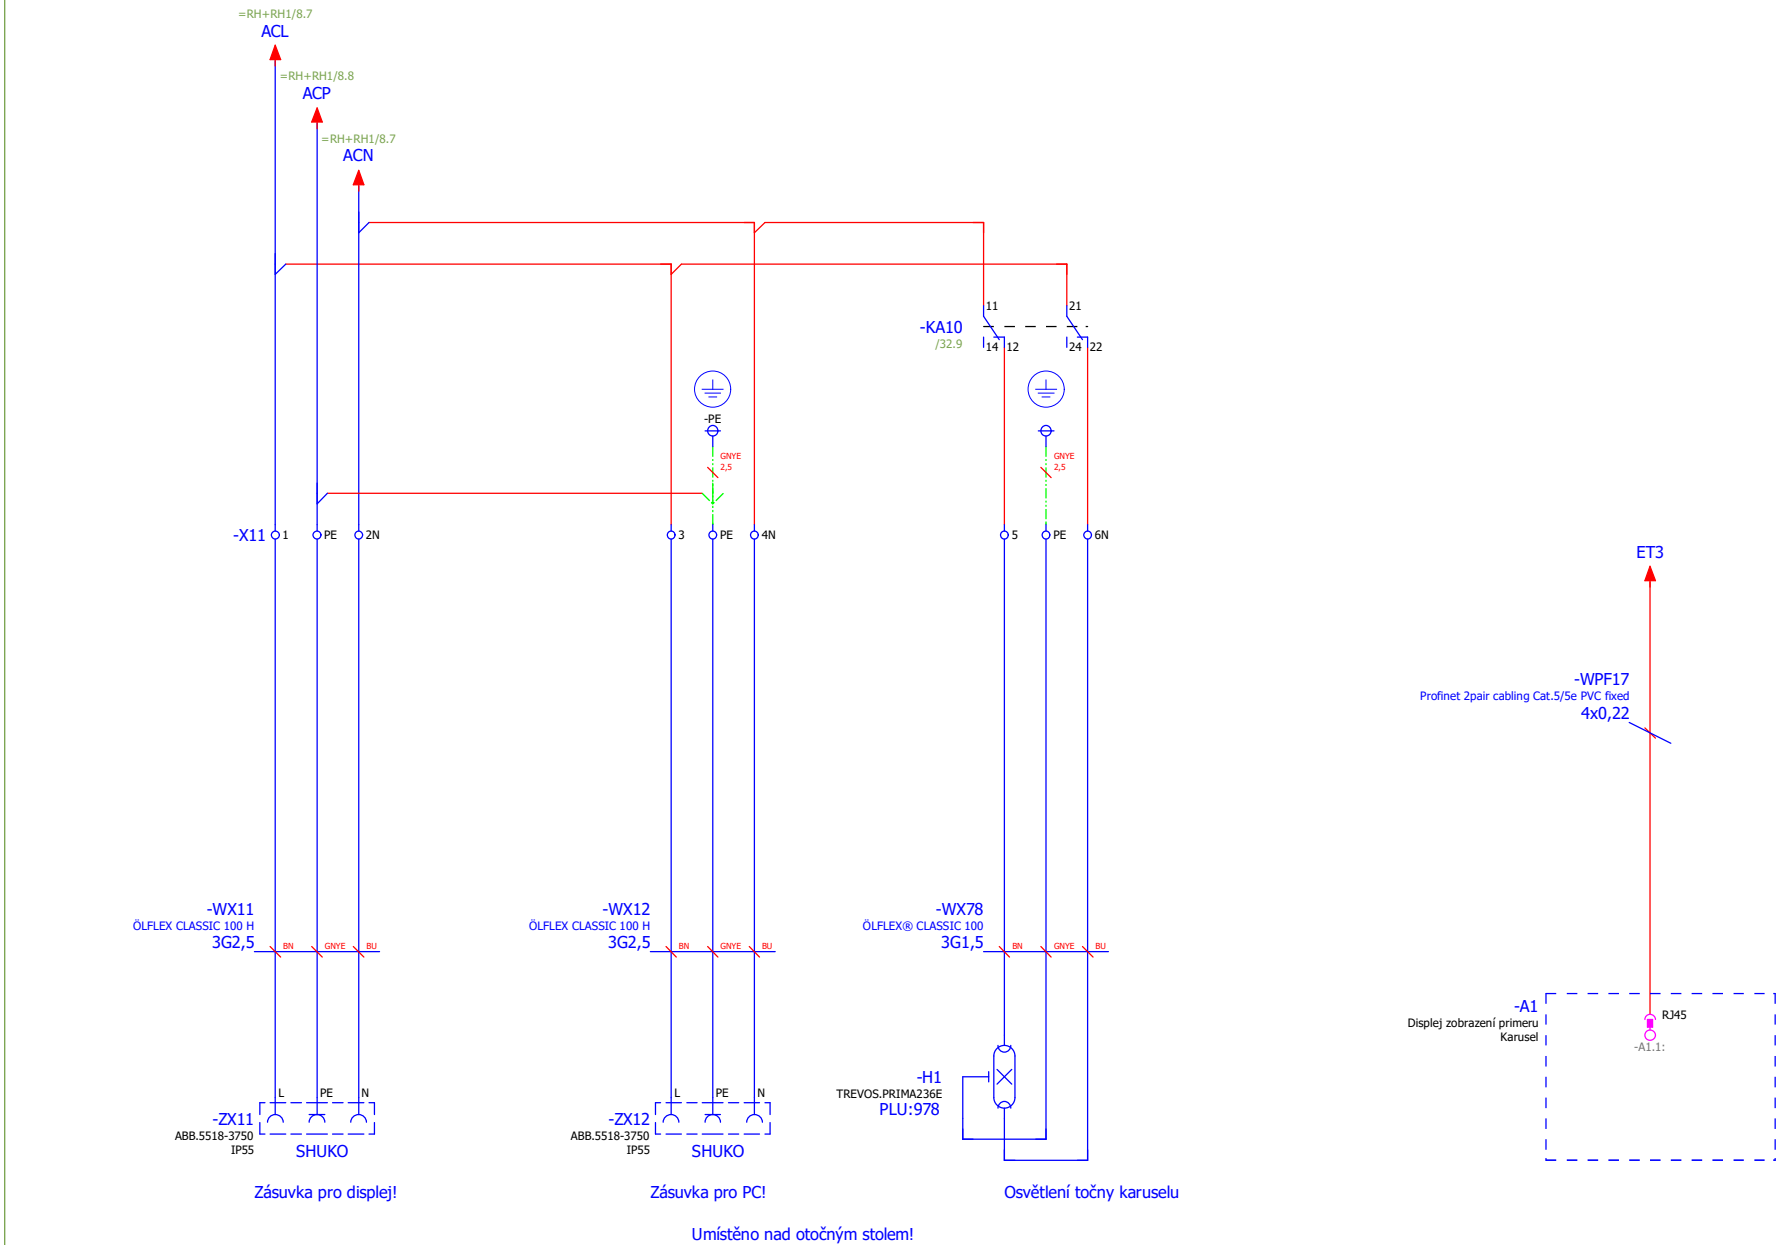 =RH+RH1/8.7
ACL
=RH+RH1/8.8
ACP
=RH+RH1/8.7
ACN
11
21
-KA10
/32.9
14 12
24 22
-PE
GNYE
2,5
GNYE
2,5
-X11 1 PE 2N
3 PE 4N
5 PE 6N
ET3
-WPF17
Profinet 2pair cabling Cat.5/5e PVC fixed
4x0,22
-WX11
ÖLFLEX CLASSIC 100 H
3G2,5
BN GNYE BU
-WX12
ÖLFLEX CLASSIC 100 H
3G2,5
BN GNYE BU
-WX78
ÖLFLEX® CLASSIC 100
3G1,5
BN GNYE BU
-A1
Displej zobrazení primeru
Karusel
RJ45
-A1.1:
L PE N
-ZX11
ABB.5518-3750
IP55
SHUKO
L PE N
-ZX12
ABB.5518-3750
IP55
SHUKO
-H1
TREVOS.PRIMA236E
PLU:978
Zásuvka pro displej!
Zásuvka pro PC!
Osvětlení točny karuselu
Umístěno nad otočným stolem!